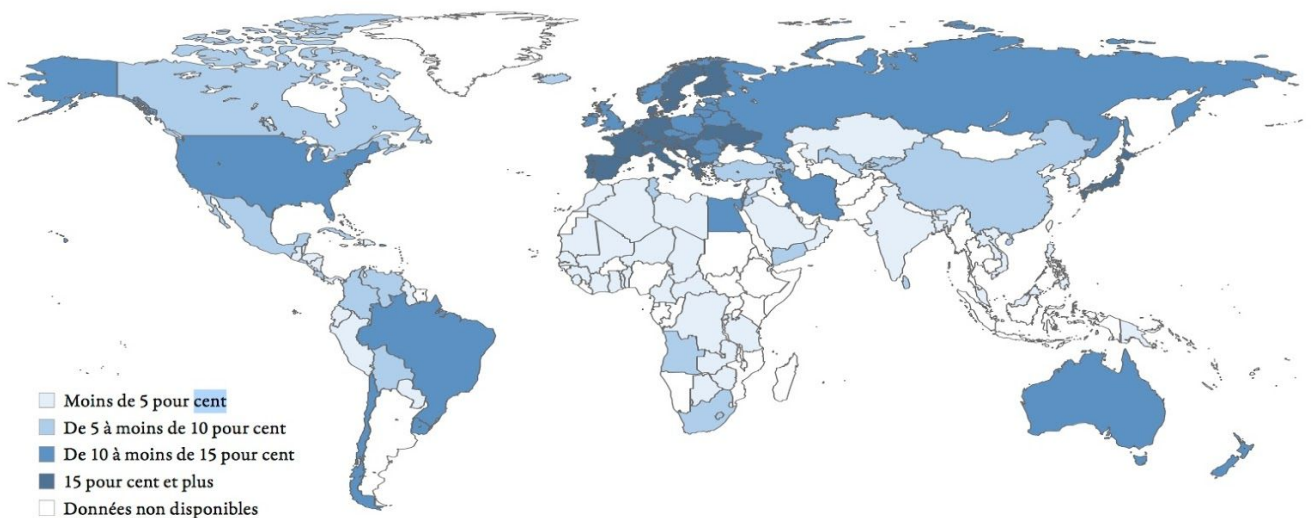 Moins de 5 pour cent
De 5 à moins de 10 pour cent
De 10 à moins de 15 pour cent
15 pour cent et plus
Données non disponibles